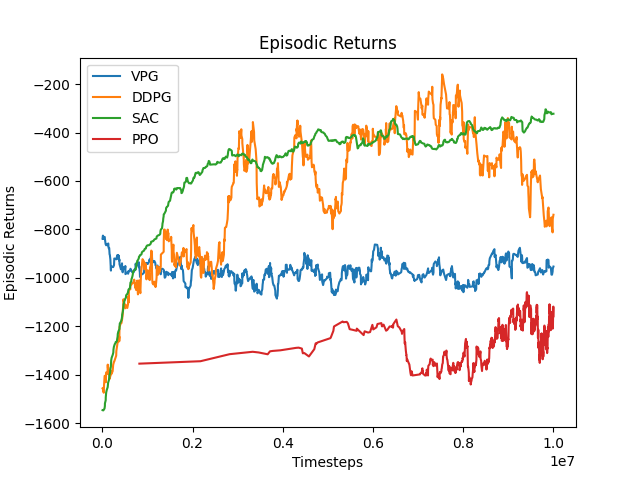 Episodic Returns
VPG
DDPG
SAC
PPO
Episodic Returns
−200
−400
−600
−800
−1000
−1200
−1400
−1600
0.0
0.2
0.4
0.6
0.8
1.0
1e7
Timesteps